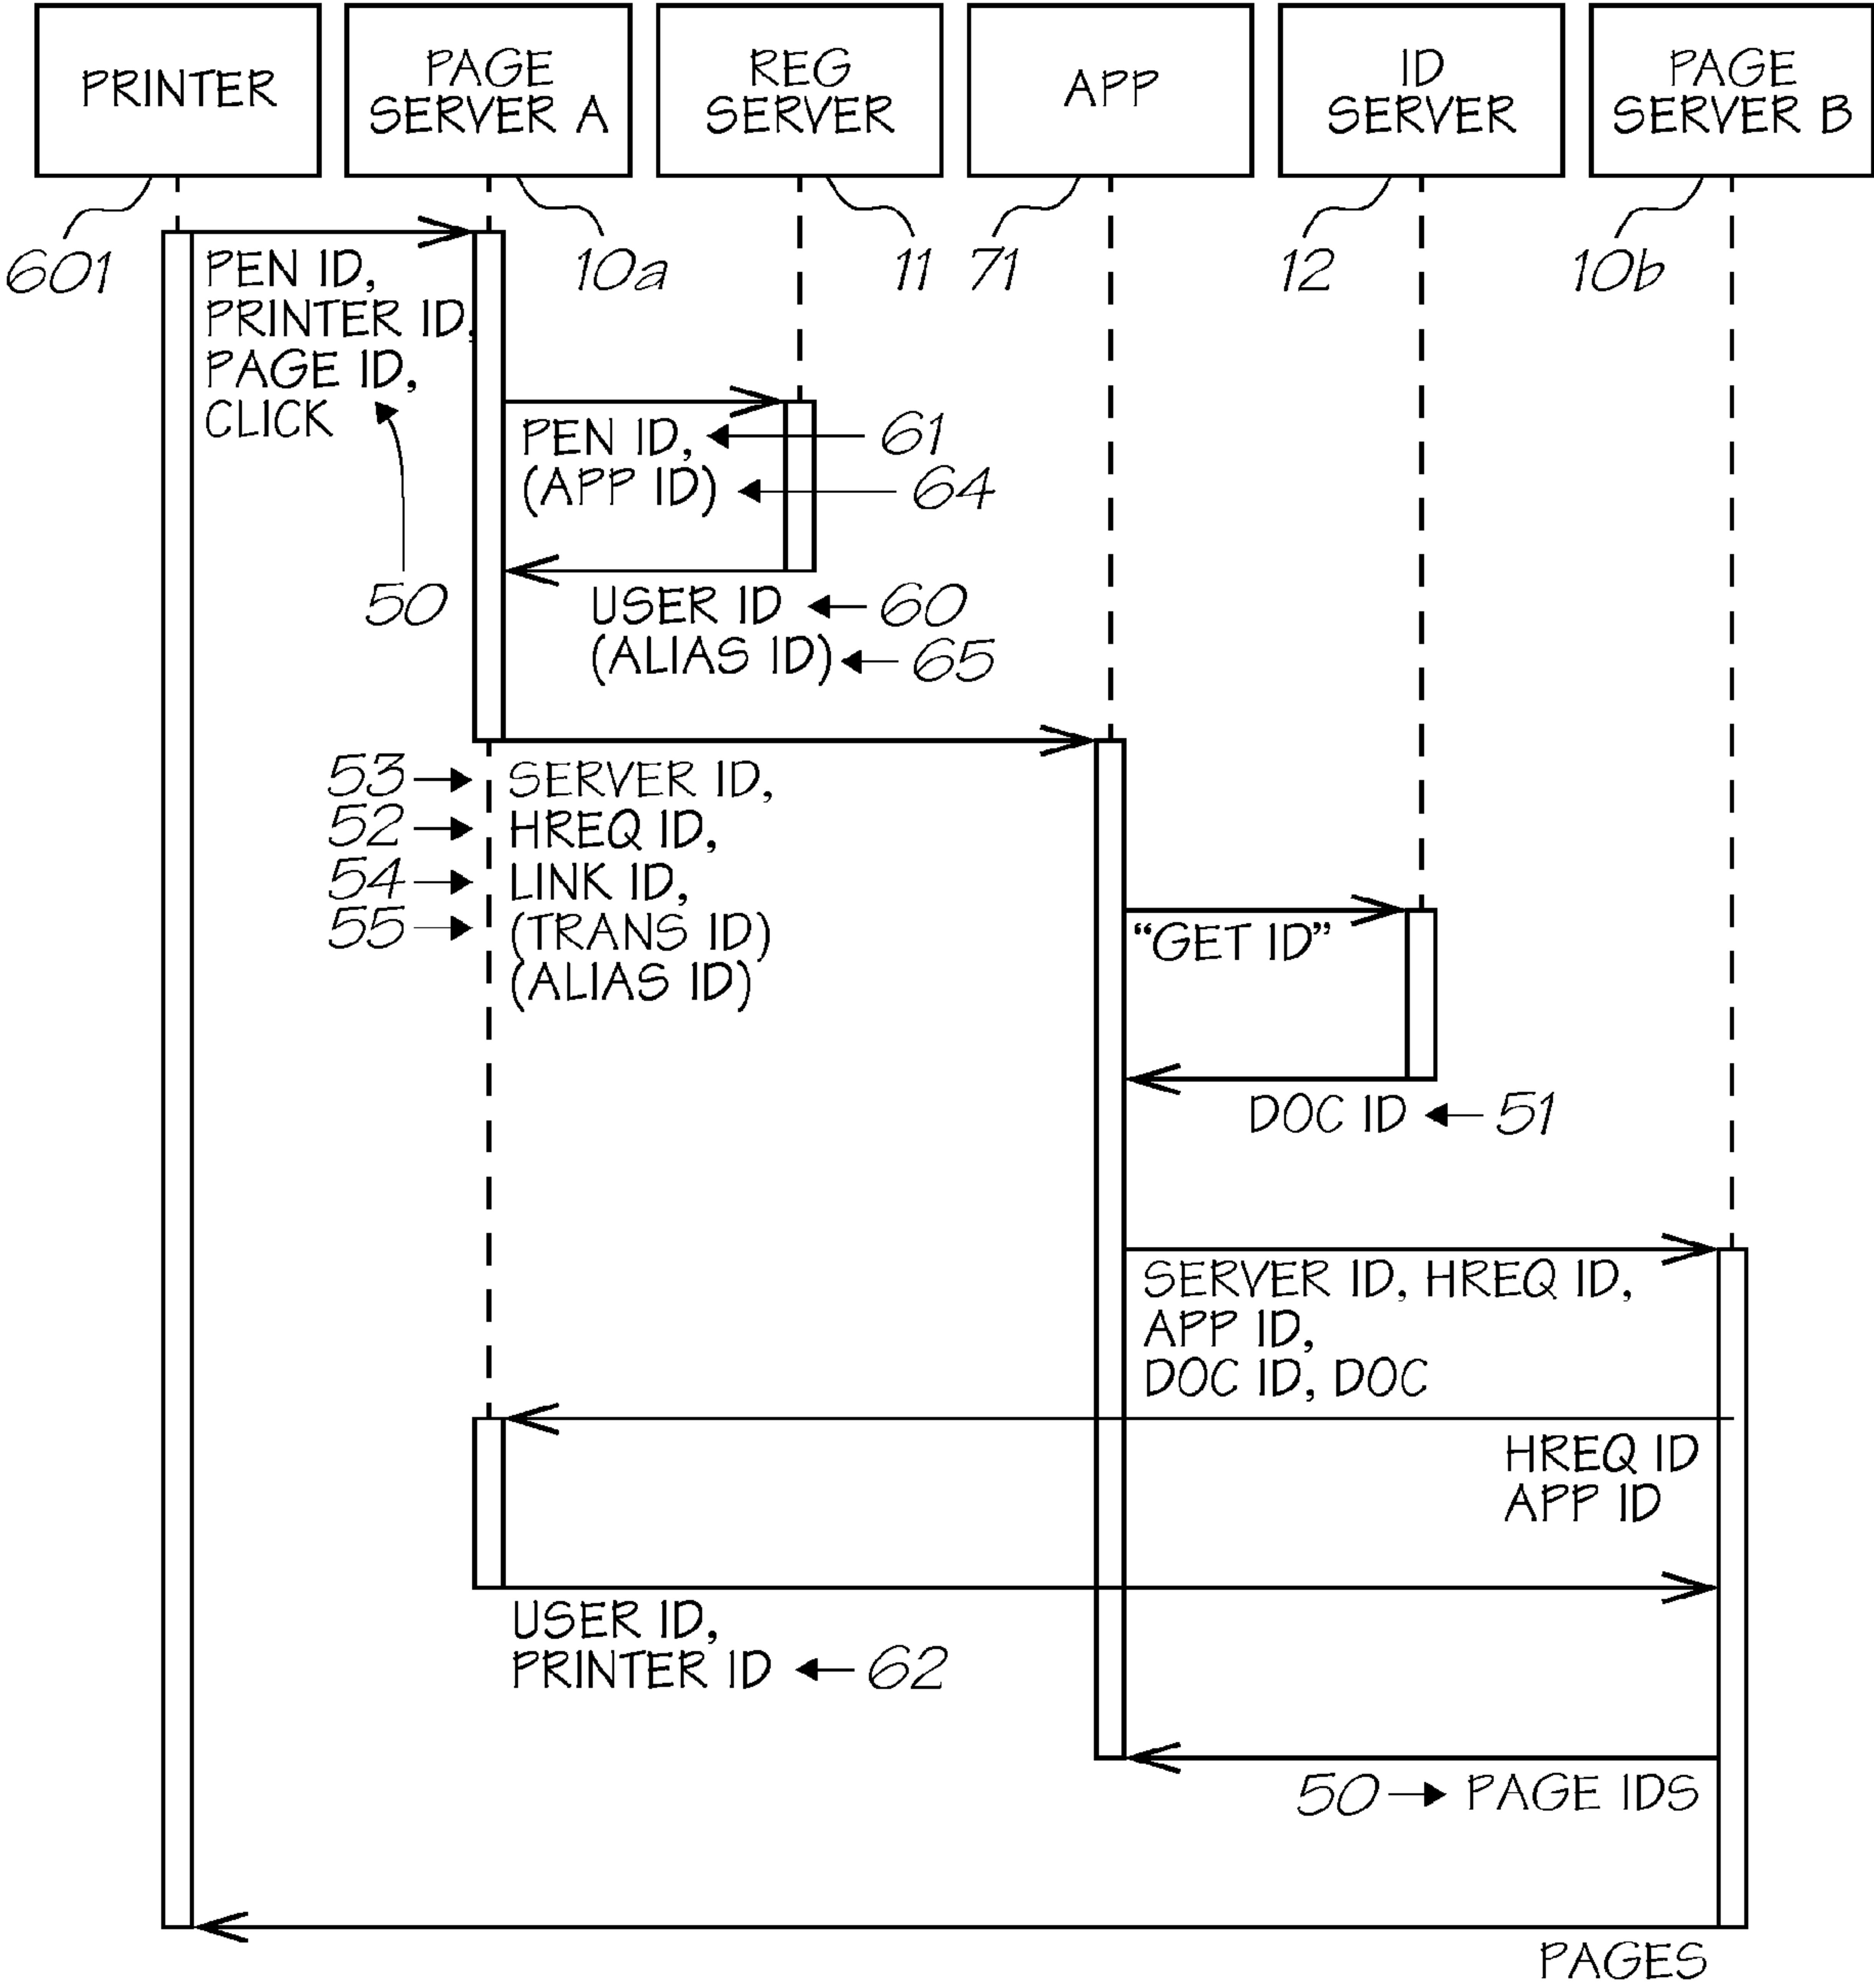 PRINTER
PAGE
SERVER A
REG
SERVER
APP
ID
SERVER
PAGE
SERVER B
601
10a
11
71
12
10b
PEN ID,
PRINTER ID,
PAGE ID,
CLICK
50
PEN ID,
61
(APP ID)
64
USER ID
60
(ALIAS ID)
65
53
SERVER ID,
52
HREQ ID,
54
LINK ID,
55
(TRANS ID)
(ALIAS ID)
“GET ID”
DOC ID
51
SERVER ID, HREQ ID,
APP ID,
DOC ID, DOC
HREQ ID
APP ID
USER ID,
PRINTER ID
62
50
PAGE IDS
PAGES